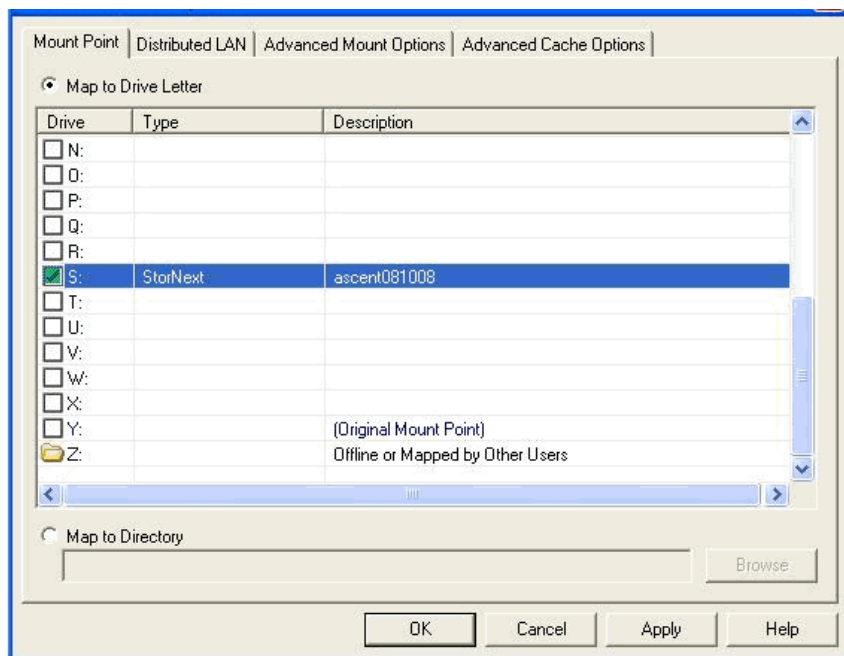 Mount Point Distributed LAN Advanced Mount Options Advanced Cache Options
Map to Drive Letter
Drive Type Description
N:
O:
P:
Q:
R:
S: StorNext ascent081008
T:
U:
V:
W:
X:
Y: (Original Mount Point)
Z: Offline or Mapped by Other Users
Map to Directory
Browse
OK Cancel Apply Help